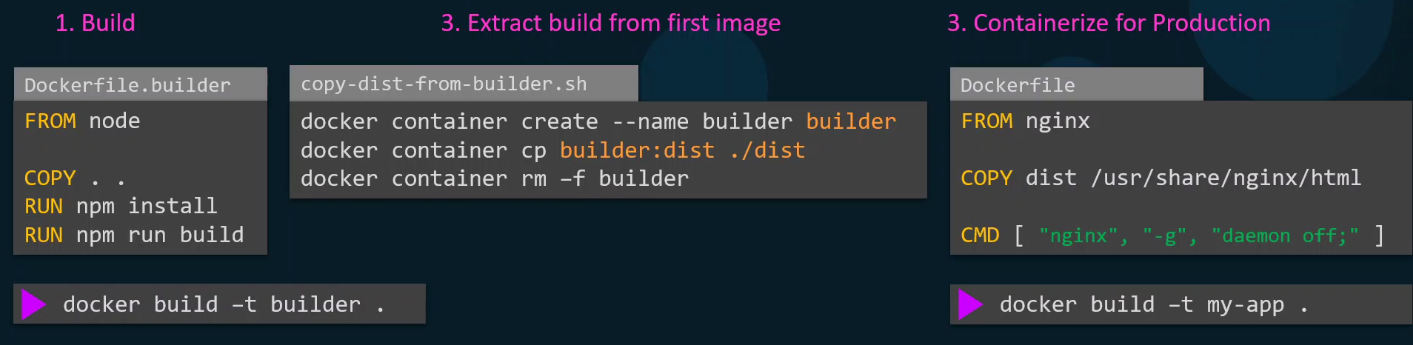 1. Build
Dockerfile.builder
FROM node
COPY . .
RUN npm install
RUN npm run build
docker build –t builder .
3. Extract build from first image
copy-dist-from-builder.sh
docker container create --name builder builder
docker container cp builder:dist ./dist
docker container rm –f builder
3. Containerize for Production
Dockerfile
FROM nginx
COPY dist /usr/share/nginx/html
CMD [ "nginx", "-g", "daemon off;" ]
docker build –t my-app .